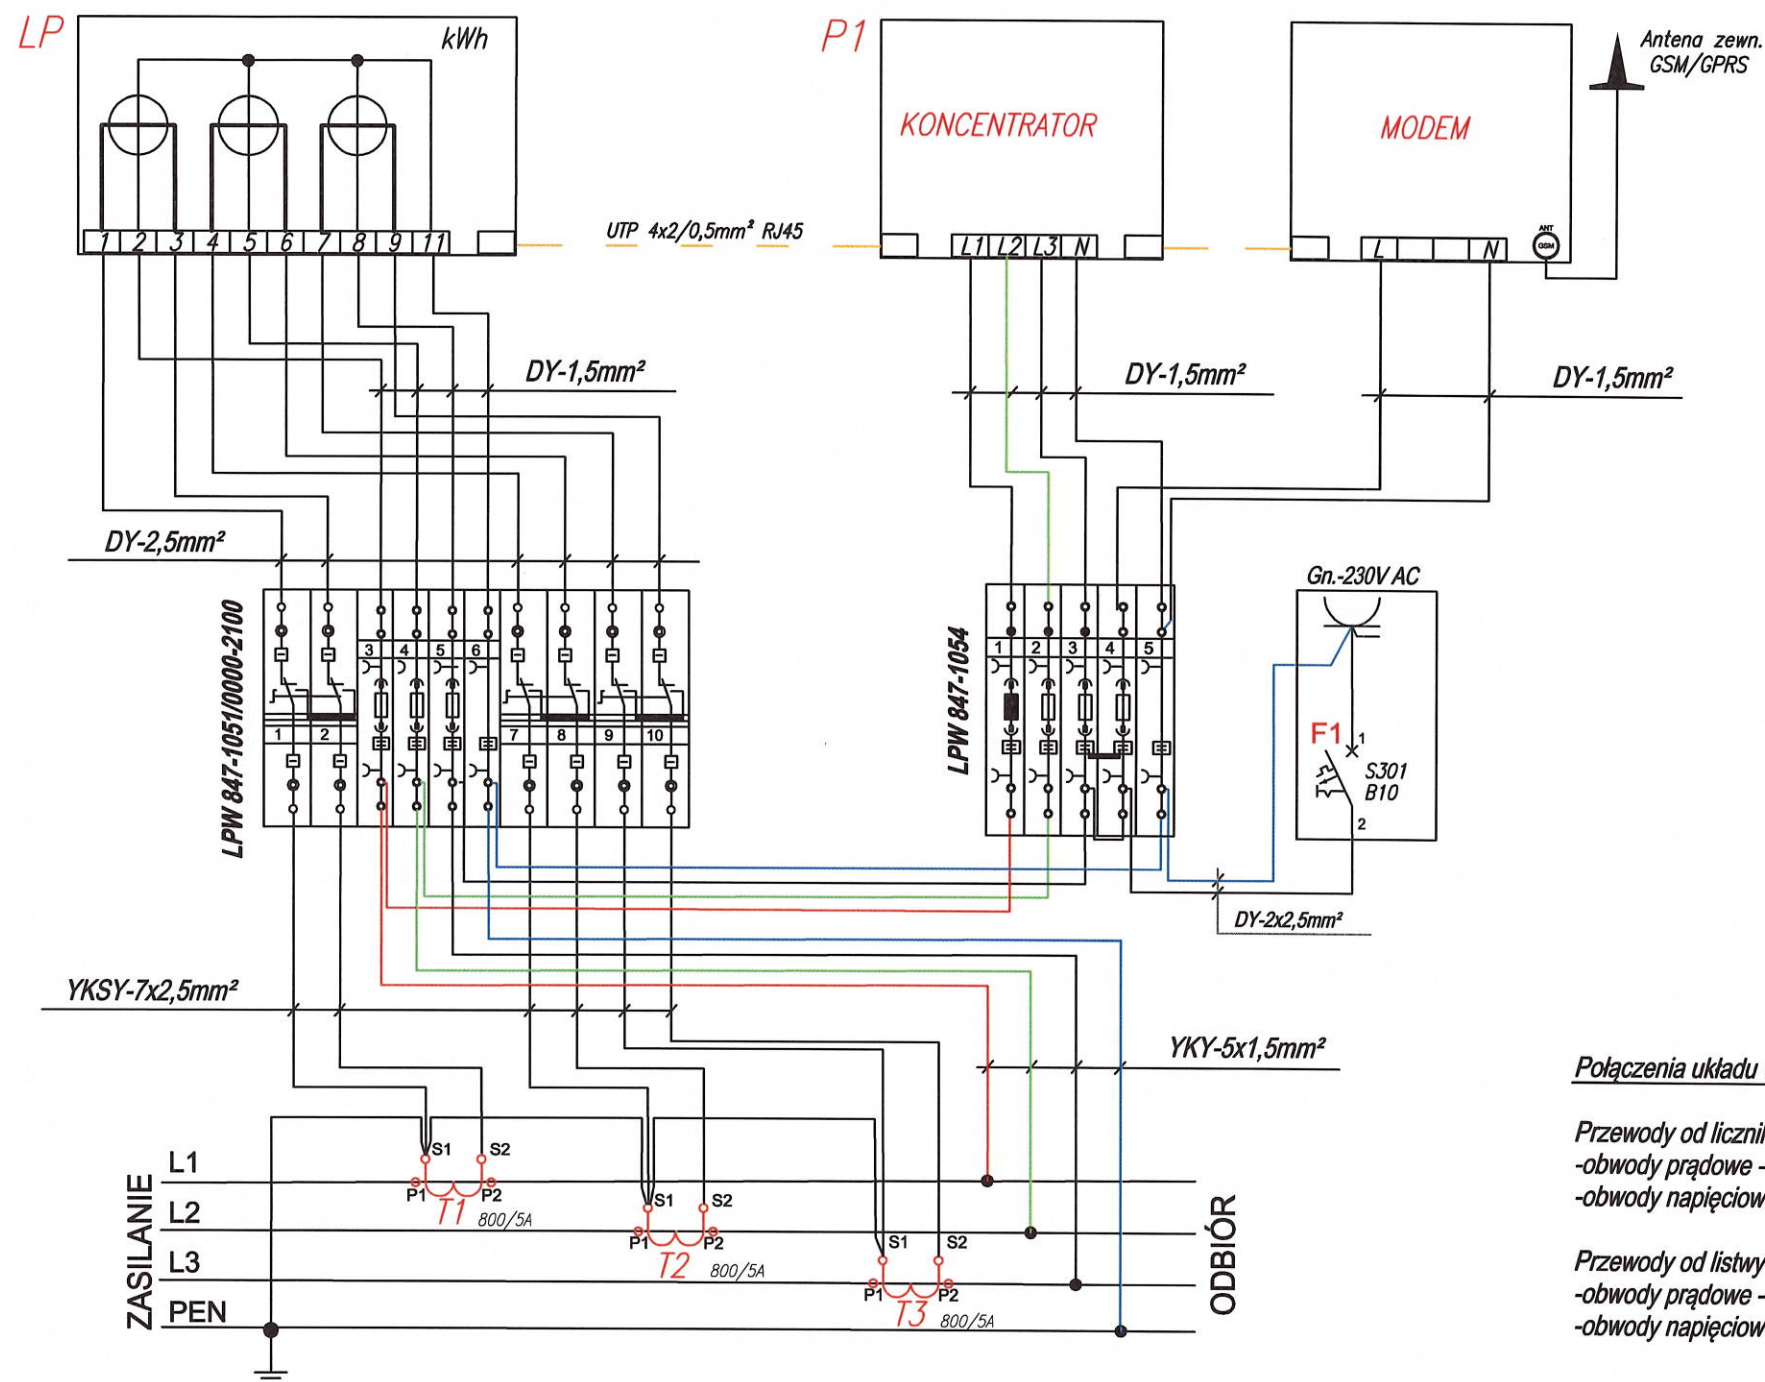 LP
kWh
1 2 3 4 5 6 7 8 9 11
UTP 4x2/0,5mm² RJ45
P1
KONCENTRATOR
L1 L2 L3 N
MODEM
L N
ANT
GSM
Antena zewn.
GSM/GPRS
DY-1,5mm²
DY-1,5mm²
DY-1,5mm²
DY-2,5mm²
LPW 847-1051/0000-2100
3 4 5 6
1 2 7 8 9 10
LPW 847-1054
1 2 3 4 5
Gn.-230V AC
F1
1
S301
B10
2
DY-2x2,5mm²
YKSY-7x2,5mm²
YKY-5x1,5mm²
ZASILANIE
L1
L2
L3
PEN
S1 S2
P1 P2
T1 800/5A
S1 S2
P1 P2
T2 800/5A
S1 S2
P1 P2
T3 800/5A
ODBIÓR
Połączenia układu
Przewody od liczni
-obwody prądowe -
-obwody napięciow
Przewody od listwy
-obwody prądowe -
-obwody napięciow